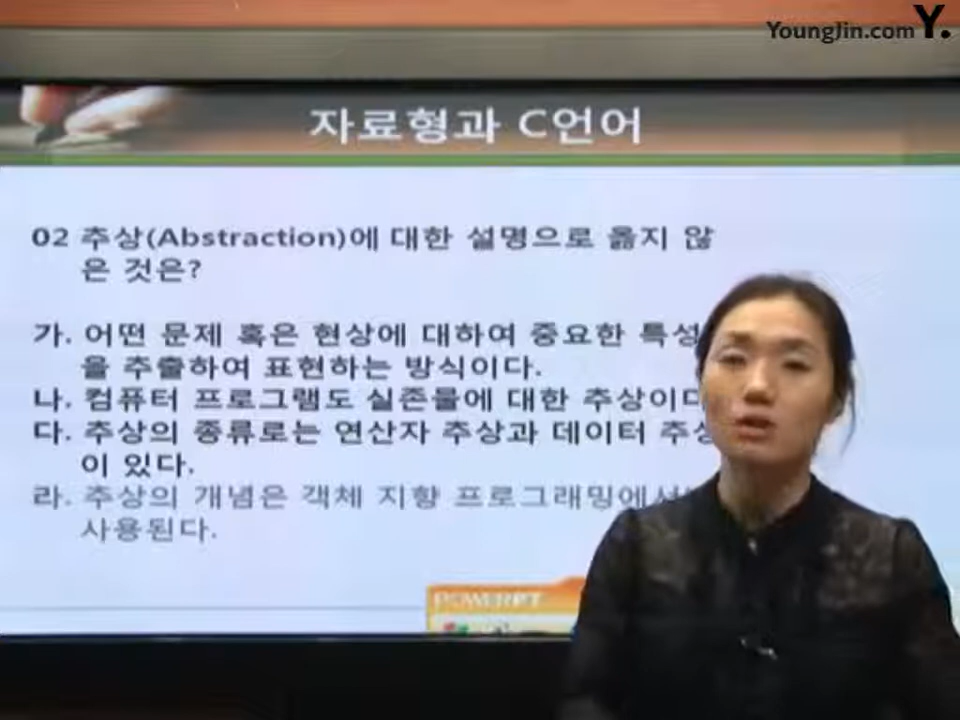 YoungJin.com Y.
자료형과 C언어
02 추상(Abstraction)에 대한 설명으로 옳지 않
은 것은?
가. 어떤 문제 혹은 현상에 대하여 중요한 특성
을 추출하여 표현하는 방식이다.
나. 컴퓨터 프로그램도 실존물에 대한 추상이다
다. 추상의 종류로는 연산자 추상과 데이터 추상
이 있다.
라. 추상의 개념은 객체 지향 프로그래밍에서
사용된다.
POWERPT